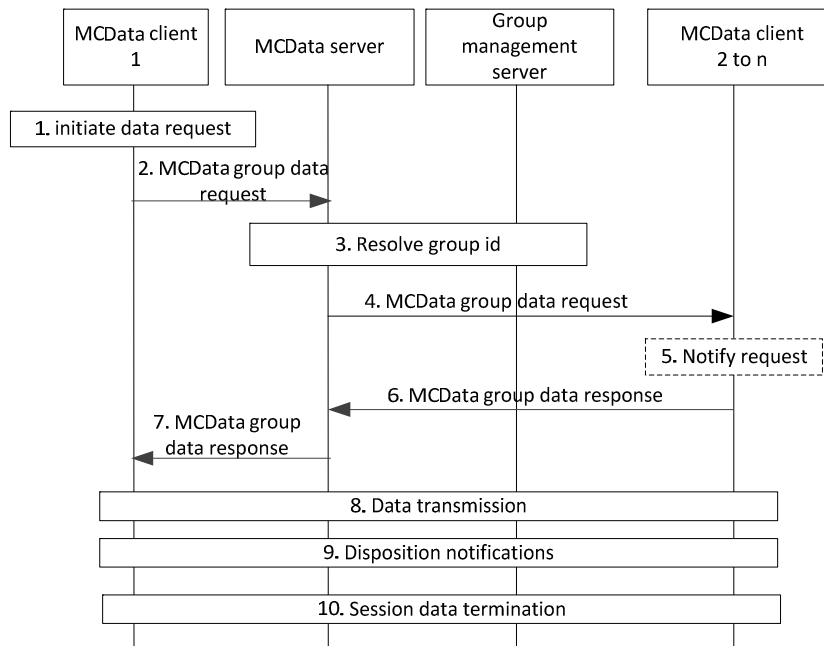 MCData client
1
MCData server
Group
management
server
MCData client
2 to n
1. initiate data request
2. MCData group data
request
3. Resolve group id
4. MCData group data request
5. Notify request
6. MCData group data response
7. MCData group
data response
8. Data transmission
9. Disposition notifications
10. Session data termination